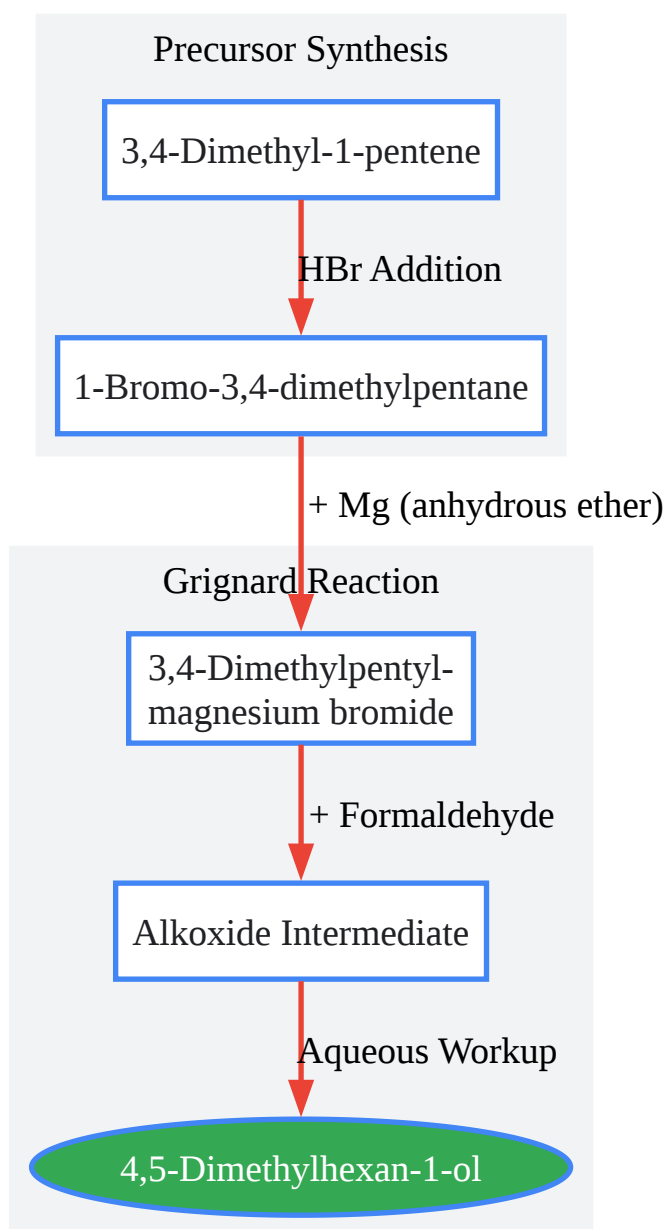 Precursor Synthesis
3,4-Dimethyl-1-pentene
HBr Addition
1-Bromo-3,4-dimethylpentane
+ Mg (anhydrous ether)
Grignard Reaction
3,4-Dimethylpentyl-
magnesium bromide
+ Formaldehyde
Alkoxide Intermediate
Aqueous Workup
4,5-Dimethylhexan-1-ol